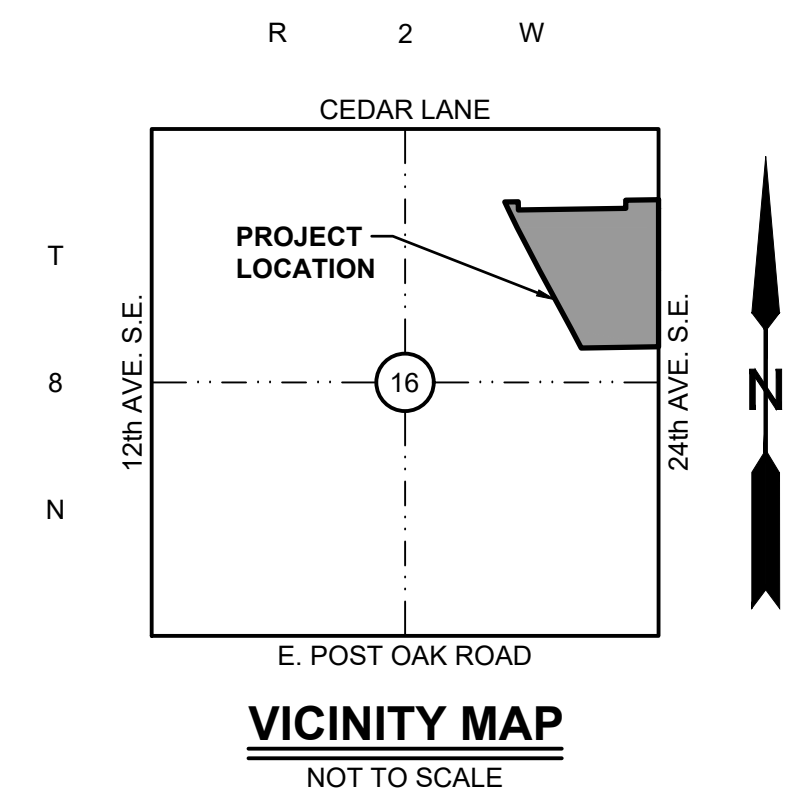 R 2 W
CEDAR LANE
PROJECT
LOCATION
T
8
N
12th AVE. S.E.
16
24th AVE. S.E.
N
E. POST OAK ROAD
VICINITY MAP
NOT TO SCALE